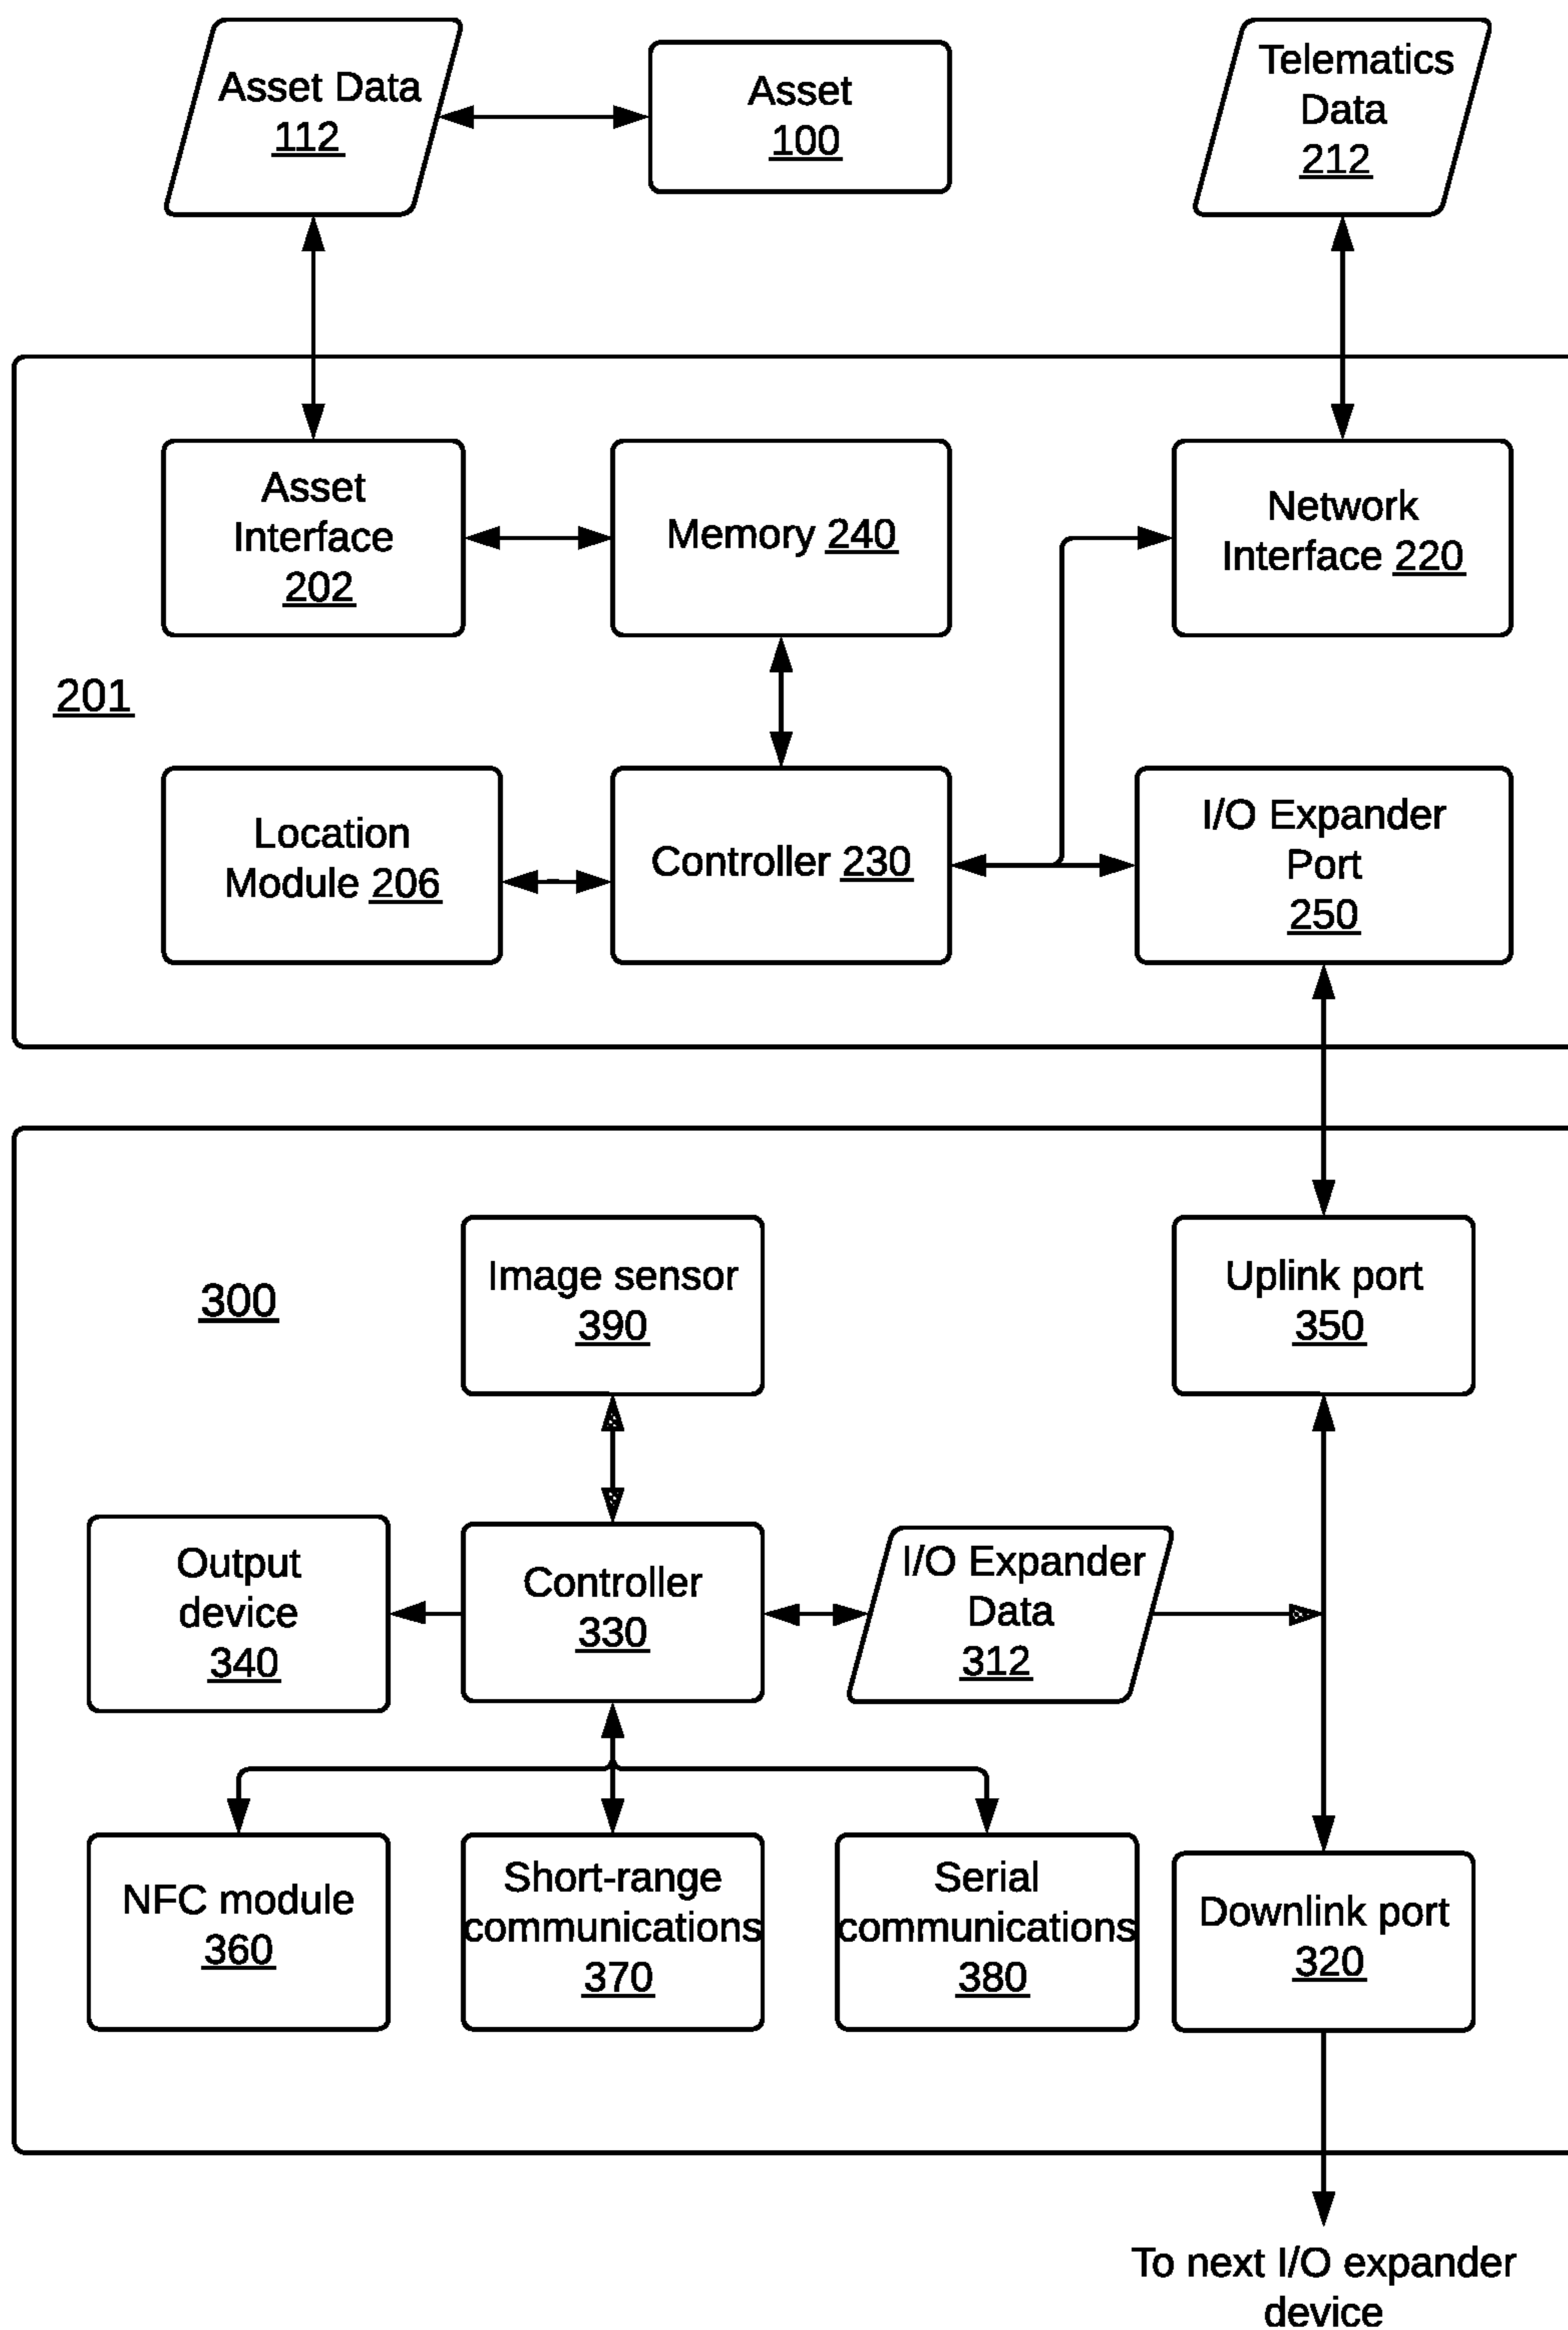 Asset Data
112
Asset
100
Telematics
Data
212
Asset
Interface
202
Memory 240
Network
Interface 220
201
Location
Module 206
Controller 230
I/O Expander
Port
250
300
Image sensor
390
Uplink port
350
Output
device
340
Controller
330
I/O Expander
Data
312
NFC module
360
Short-range
communications
370
Serial
communications
380
Downlink port
320
To next I/O expander
device